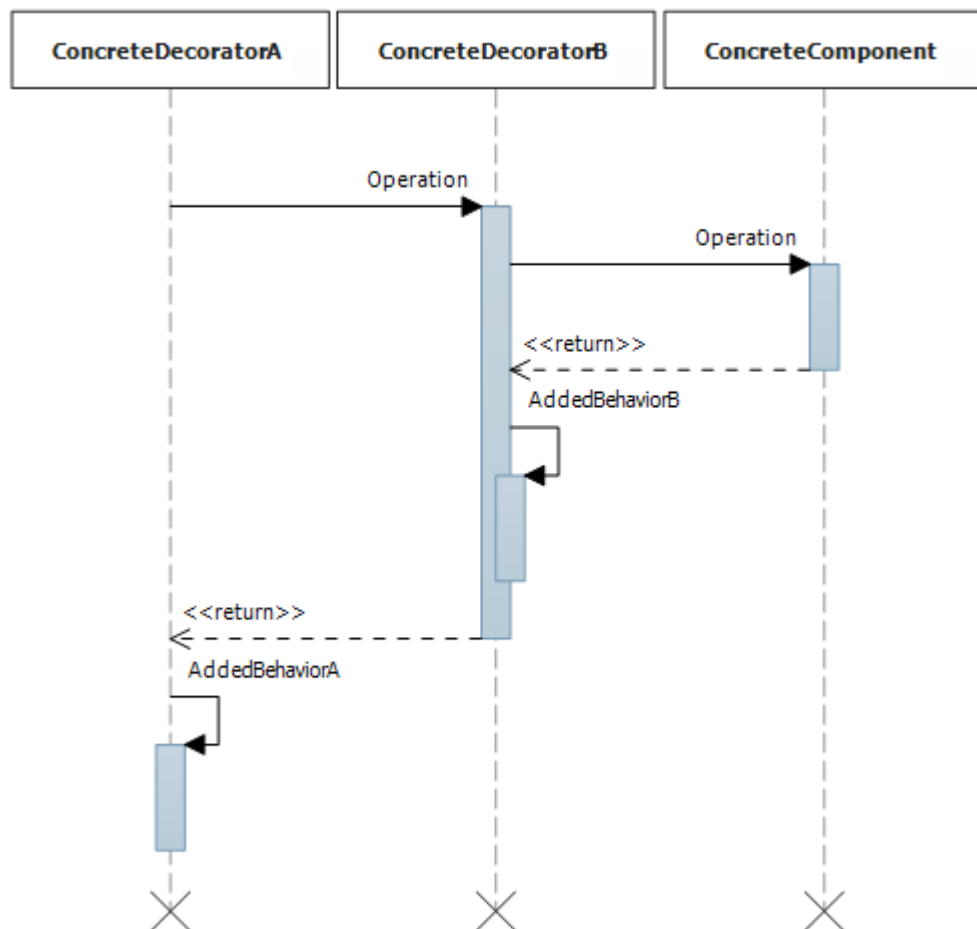 ConcreteDecoratorA
ConcreteDecoratorB
ConcreteComponent
Operation
Operation
<<return>>
AddedBehaviorB
<<return>>
AddedBehaviorA